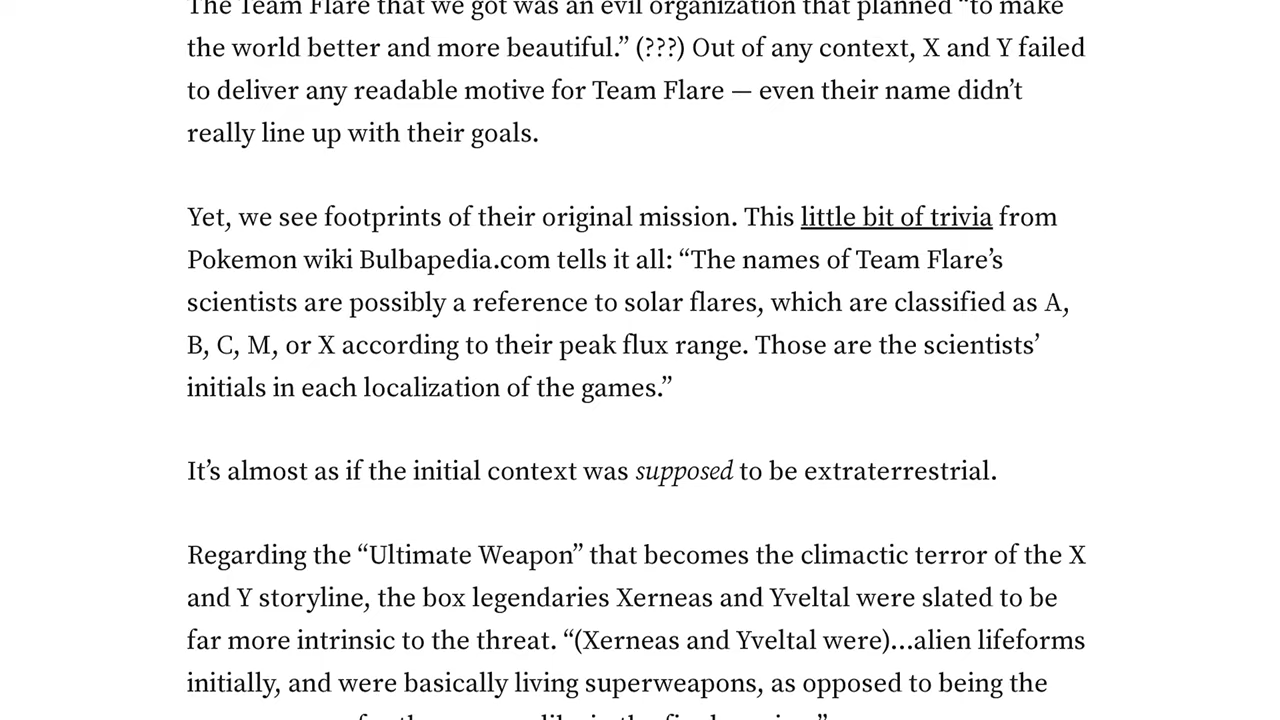 The Team Flare that we got was an evil organization that planned “to make
the world better and more beautiful.” (???) Out of any context, X and Y failed
to deliver any readable motive for Team Flare — even their name didn’t
really line up with their goals.
Yet, we see footprints of their original mission. This little bit of trivia from
Pokemon wiki Bulbapedia.com tells it all: “The names of Team Flare’s
scientists are possibly a reference to solar flares, which are classified as A,
B, C, M, or X according to their peak flux range. Those are the scientists’
initials in each localization of the games.”
It’s almost as if the initial context was supposed to be extraterrestrial.
Regarding the “Ultimate Weapon” that becomes the climactic terror of the X
and Y storyline, the box legendaries Xerneas and Yveltal were slated to be
far more intrinsic to the threat. “(Xerneas and Yveltal were)…alien lifeforms
initially, and were basically living superweapons, as opposed to being the